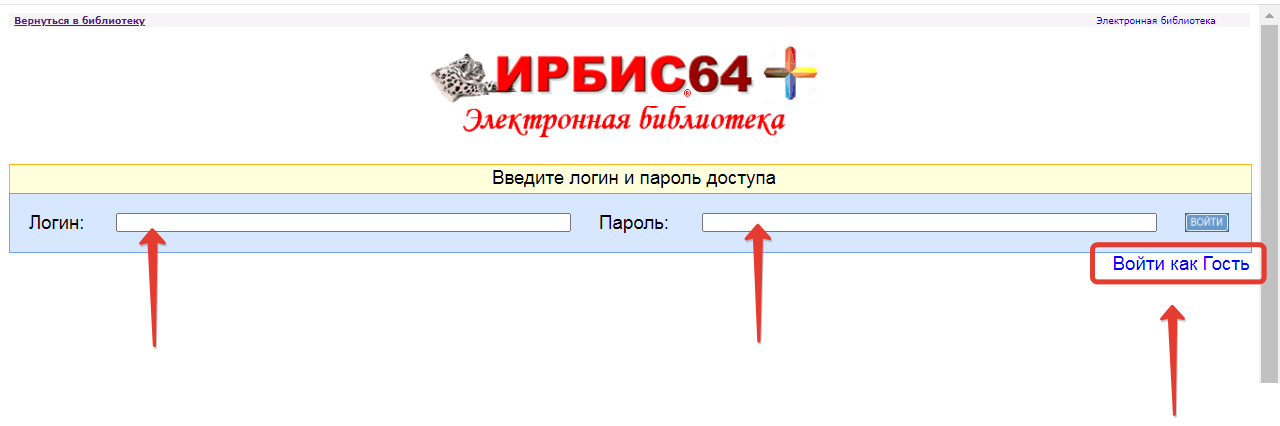 Вернуться в библиотеку Электронная библиотека
ИРБИС64+
®
Электронная библиотека
Введите логин и пароль доступа
Логин: Пароль: ВОЙТИ
Войти как Гость